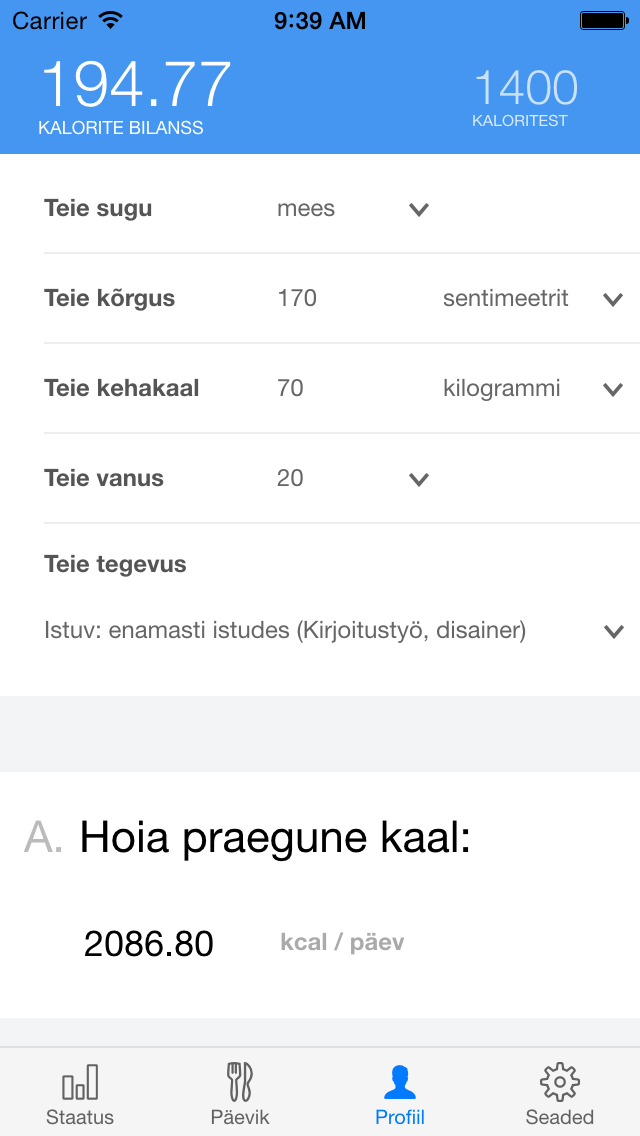 Carrier 9:39 AM
194.77 1400
KALORITE BILANSS KALORITEST
Teie sugu mees
Teie kõrgus 170 sentimeetrit
Teie kehakaal 70 kilogrammi
Teie vanus 20
Teie tegevus
Istuv: enamasti istudes (Kirjoitustyö, disainer)
A. Hoia praegune kaal:
2086.80 kcal / päev
Staatus Päevik Profiil Seaded